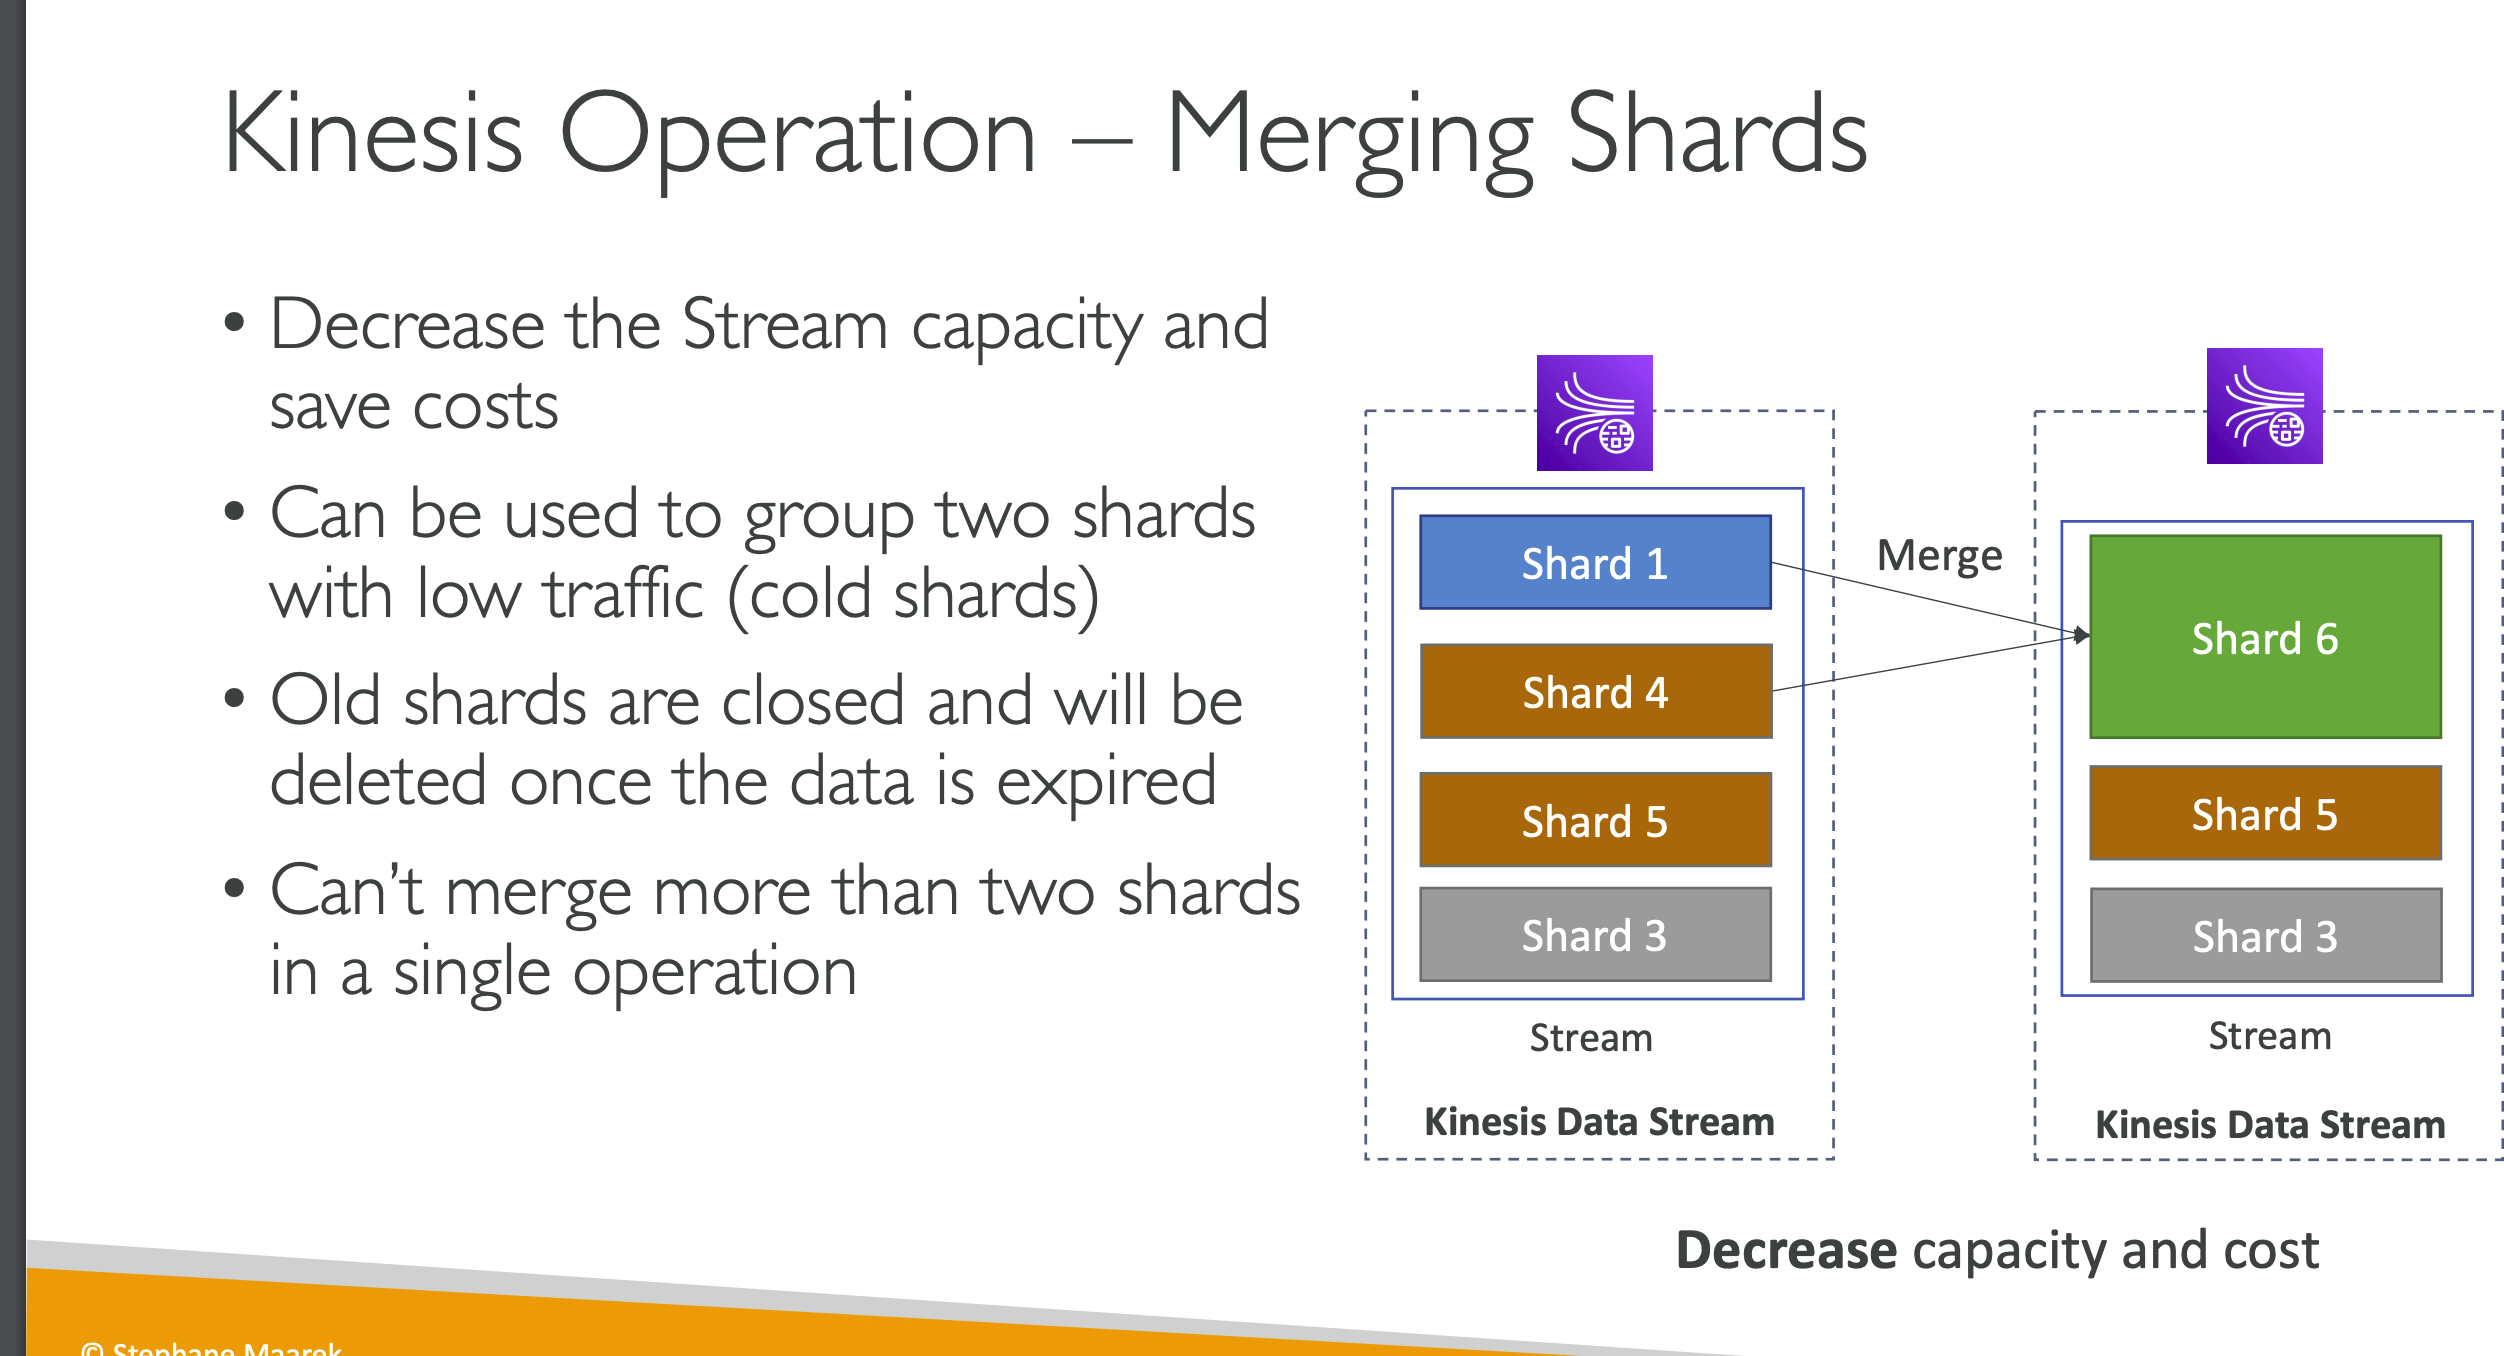 Kinesis Operation – Merging Shards
• Decrease the Stream capacity and
save costs
• Can be used to group two shards
with low traffic (cold shards)
• Old shards are closed and will be
deleted once the data is expired
• Can't merge more than two shards
in a single operation
Shard 1
Shard 4
Shard 5
Shard 3
Stream
Kinesis Data Stream
Merge
Shard 6
Shard 5
Shard 3
Stream
Kinesis Data Stream
Decrease capacity and cost
© Stephane Maarek